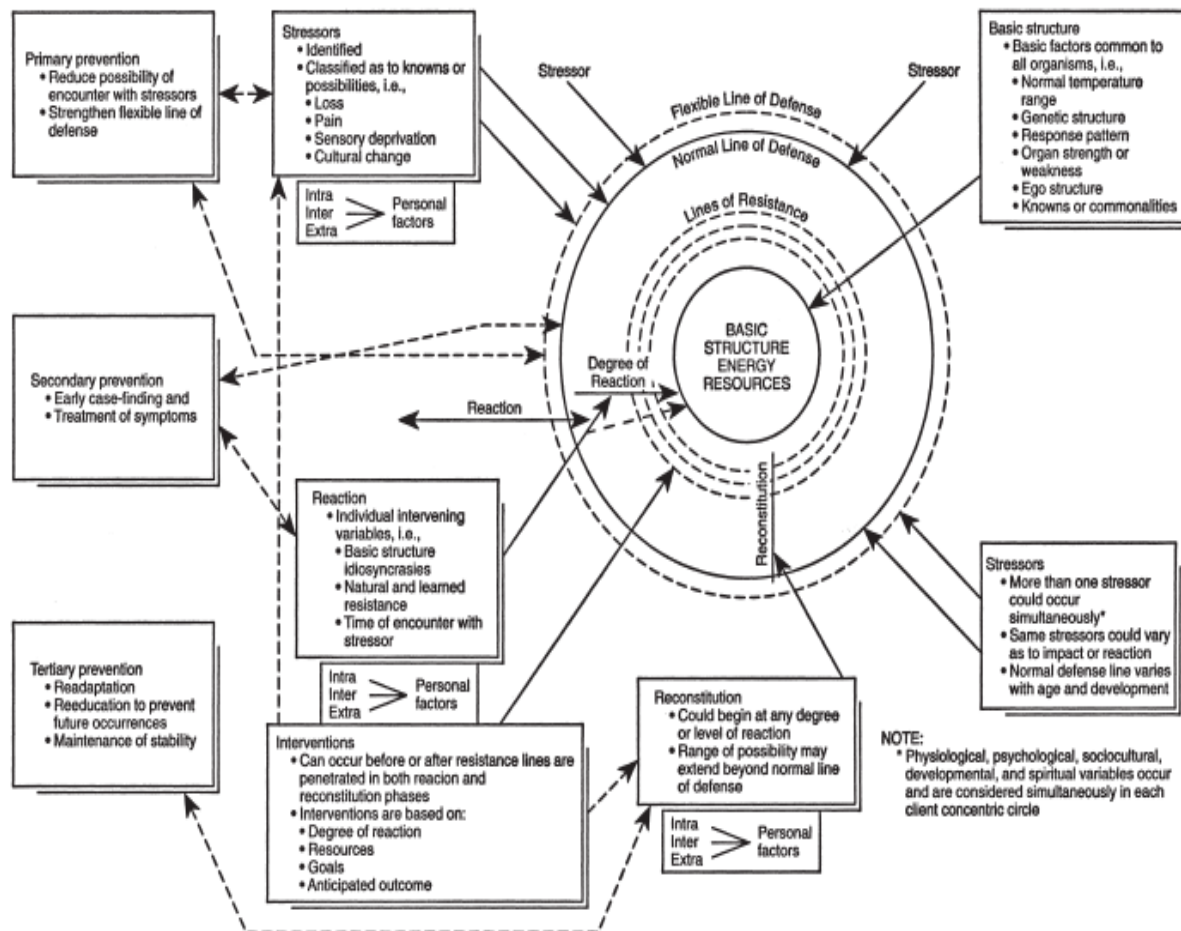 Primary prevention
• Reduce possibility of
encounter with stressors
• Strengthen flexible line of
defense
Stressors
• Identified
• Classified as to knowns or
possibilities, i.e.,
• Loss
• Pain
• Sensory deprivation
• Cultural change
Intra
Inter
Extra
Personal
factors
Stressor
Stressor
Basic structure
• Basic factors common to
all organisms, i.e.,
• Normal temperature
range
• Genetic structure
• Response pattern
• Organ strength or
weakness
• Ego structure
• Knowns or commonalities
Flexible Line of Defense
Normal Line of Defense
Lines of Resistance
BASIC
STRUCTURE
ENERGY
RESOURCES
Degree of
Reaction
Reaction
Reconstitution
Secondary prevention
• Early case-finding and
• Treatment of symptoms
Reaction
• Individual intervening
variables, i.e.,
• Basic structure
idiosyncrasies
• Natural and learned
resistance
• Time of encounter with
stressor
Intra
Inter
Extra
Personal
factors
Stressors
• More than one stressor
could occur
simultaneously*
• Same stressors could vary
as to impact or reaction
• Normal defense line varies
with age and development
Tertiary prevention
• Readaptation
• Reeducation to prevent
future occurrences
• Maintenance of stability
Interventions
• Can occur before or after resistance lines are
penetrated in both reacion and
reconstitution phases
• Interventions are based on:
• Degree of reaction
• Resources
• Goals
• Anticipated outcome
Reconstitution
• Could begin at any degree
or level of reaction
• Range of possibility may
extend beyond normal line
of defense
Intra
Inter
Extra
Personal
factors
NOTE:
* Physiological, psychological, sociocultural,
developmental, and spiritual variables occur
and are considered simultaneously in each
client concentric circle